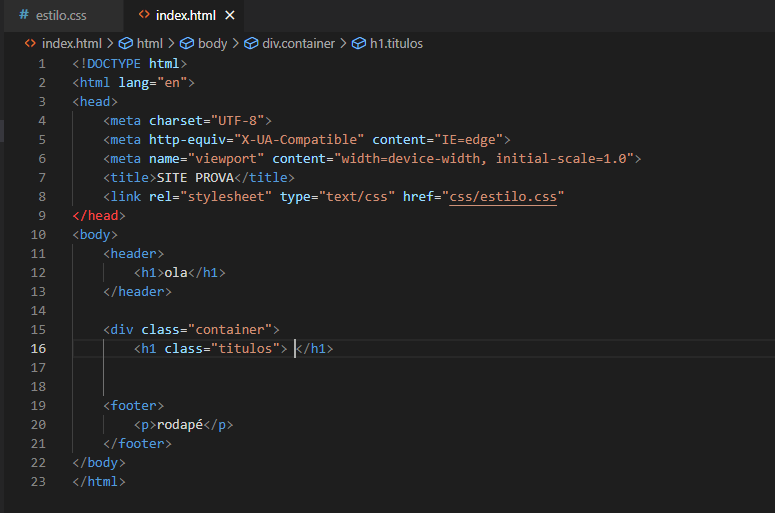 # estilo.css <> index.html ×
<> index.html > html > body > div.container > h1.titulos
1 <!DOCTYPE html>
2 <html lang="en">
3 <head>
4 <meta charset="UTF-8">
5 <meta http-equiv="X-UA-Compatible" content="IE=edge">
6 <meta name="viewport" content="width=device-width, initial-scale=1.0">
7 <title>SITE PROVA</title>
8 <link rel="stylesheet" type="text/css" href="css/estilo.css"
9 </head>
10 <body>
11 <header>
12 <h1>ola</h1>
13 </header>
14
15 <div class="container">
16 <h1 class="titulos"> </h1>
17
18
19 <footer>
20 <p>rodapé</p>
21 </footer>
22 </body>
23 </html>